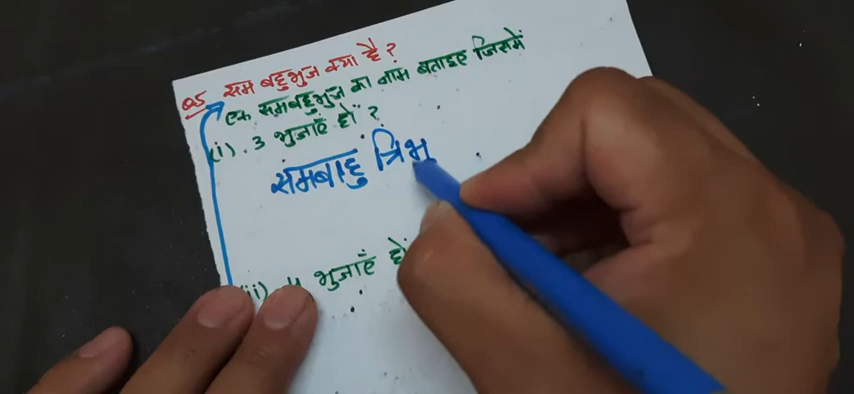 Q5 सम बहुभुज क्या है?
एक समबहुभुज का नाम बताइए जिसमें
(i). 3 भुजाएँ हों ?
समबाहु त्रिभु
(ii) 4 भुजाएँ हों